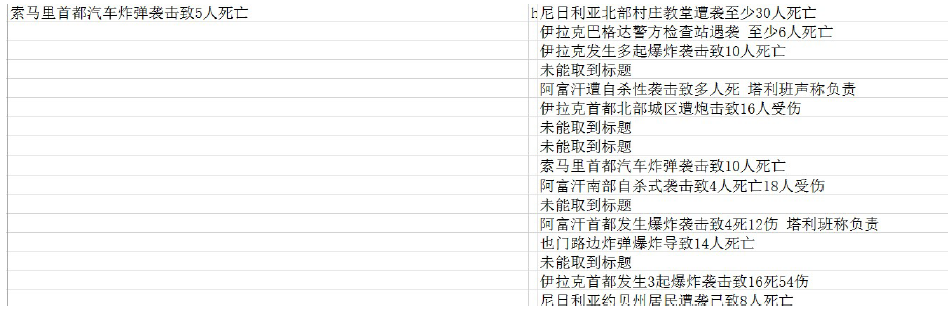 索马里首都汽车炸弹袭击致5人死亡
h
尼日利亚北部村庄教堂遭袭至少30人死亡
伊拉克巴格达警方检查站遇袭 至少6人死亡
伊拉克发生多起爆炸袭击致10人死亡
未能取到标题
阿富汗遭自杀性袭击致多人死 塔利班声称负责
伊拉克首都北部城区遭炮击致16人受伤
未能取到标题
未能取到标题
索马里首都汽车炸弹袭击致10人死亡
阿富汗南部自杀式袭击致4人死亡18人受伤
未能取到标题
阿富汗首都发生爆炸袭击致4死12伤 塔利班称负责
也门路边炸弹爆炸导致14人死亡
未能取到标题
伊拉克首都发生3起爆炸袭击致16死54伤
尼日利亚约贝州居民遭袭已致8人死亡